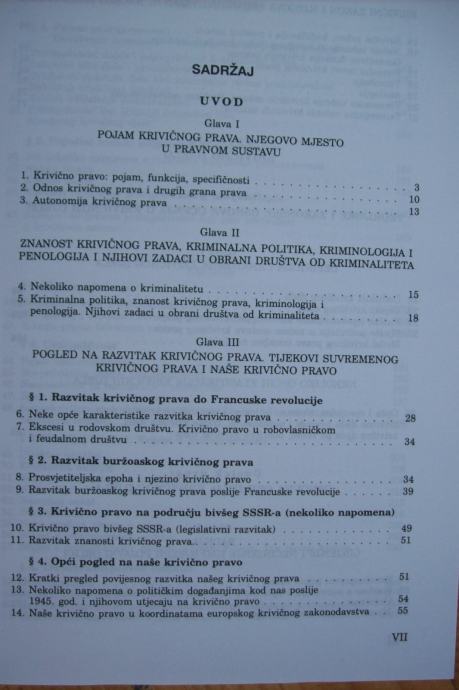 SADRŽAJ
UVOD
Glava I
POJAM KRIVIČNOG PRAVA. NJEGOVO MJESTO
U PRAVNOM SUSTAVU
1. Krivično pravo: pojam, funkcija, specifičnosti . . . . . . . . . . . . . . . 3
2. Odnos krivičnog prava i drugih grana prava . . . . . . . . . . . . . . . 10
3. Autonomija krivičnog prava . . . . . . . . . . . . . . . . . . . . . . 13
Glava II
ZNANOST KRIVIČNOG PRAVA, KRIMINALNA POLITIKA, KRIMINOLOGIJA I
PENOLOGIJA I NJIHOVI ZADACI U OBRANI DRUŠTVA OD KRIMINALITETA
4. Nekoliko napomena o kriminalitetu . . . . . . . . . . . . . . . . . . . 15
5. Kriminalna politika, znanost krivičnog prava, kriminologija i
penologija. Njihovi zadaci u obrani društva od kriminaliteta . . . . . . . . 18
Glava III
POGLED NA RAZVITAK KRIVIČNOG PRAVA. TIJEKOVI SUVREMENOG
KRIVIČNOG PRAVA I NAŠE KRIVIČNO PRAVO
§ 1. Razvitak krivičnog prava do Francuske revolucije
6. Neke opće karakteristike razvitka krivičnog prava . . . . . . . . . . . . 28
7. Ekscesi u rodovskom društvu. Krivično pravo u robovlasničkom
i feudalnom društvu . . . . . . . . . . . . . . . . . . . . . . . . . 34
§ 2. Razvitak buržoaskog krivičnog prava
8. Prosvjetiteljska epoha i njezino krivično pravo . . . . . . . . . . . . . 34
9. Razvitak buržoaskog krivičnog prava poslije Francuske revolucije . . . . . . 39
§ 3. Krivično pravo na području bivšeg SSSR-a (nekoliko napomena)
10. Krivično pravo bivšeg SSSR-a (legislativni razvitak) . . . . . . . . . . . 49
11. Razvitak znanosti krivičnog prava . . . . . . . . . . . . . . . . . . . 51
§ 4. Opći pogled na naše krivično pravo
12. Kratki pregled povijesnog razvitka našeg krivičnog prava . . . . . . . . . 51
13. Nekoliko napomena o političkim događanjima kod nas poslije
1945. god. i njihovom utjecaju na krivično pravo . . . . . . . . . . . . . 54
14. Naše krivično pravo u koordinatama europskog krivičnog zakonodavstva . . . 55
VII